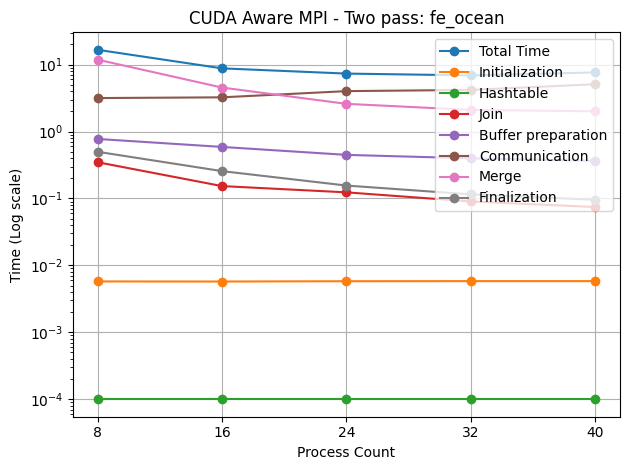 CUDA Aware MPI - Two pass: fe_ocean
Total Time
Initialization
Hashtable
Join
Buffer preparation
Communication
Merge
Finalization
10¹
10⁰
10⁻¹
10⁻²
10⁻³
10⁻⁴
Time (Log scale)
8 16 24 32 40
Process Count